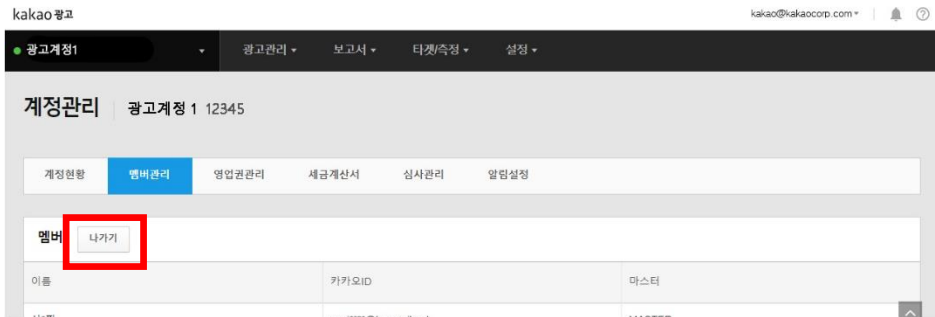 kakao 광고
kakao@kakaocorp.com
광고계정1 광고관리 보고서 타겟/측정 설정
계정관리 광고계정 1 12345
계정현황 멤버관리 영업권관리 세금계산서 심사관리 알림설정
멤버 나가기
이름 카카오ID 마스터